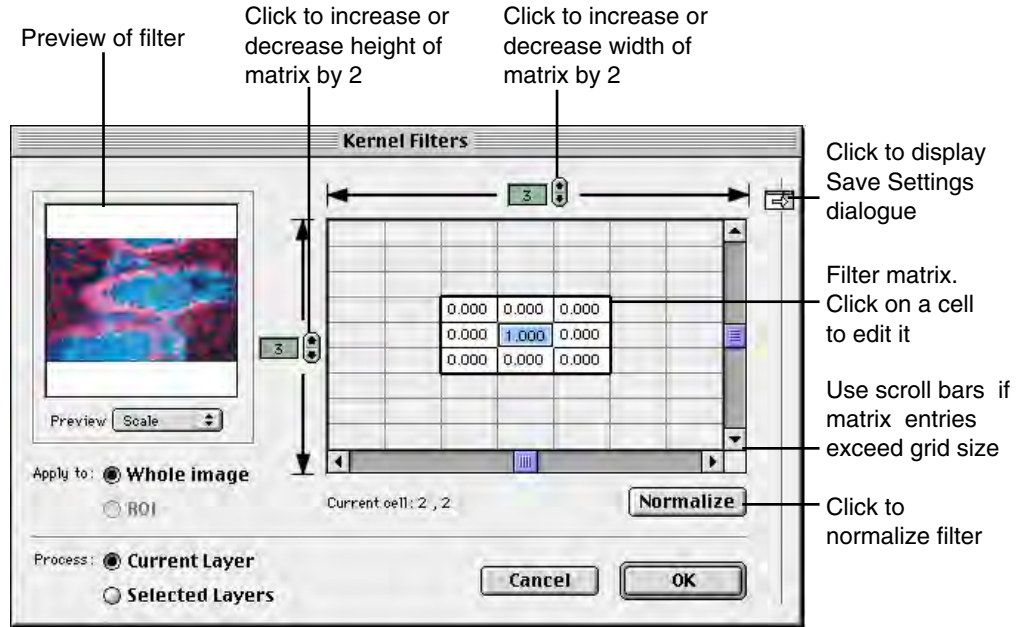 Preview of filter
Click to increase or
decrease height of
matrix by 2
Click to increase or
decrease width of
matrix by 2
Kernel Filters
3
Click to display
Save Settings
dialogue
Filter matrix.
Click on a cell
to edit it
0.000 0.000 0.000
0.000 1.000 0.000
0.000 0.000 0.000
3
Preview Scale
Use scroll bars if
matrix entries
exceed grid size
Apply to: Whole image
ROI
Current cell: 2 , 2
Normalize
Click to
normalize filter
Process: Current Layer
Selected Layers
Cancel
OK